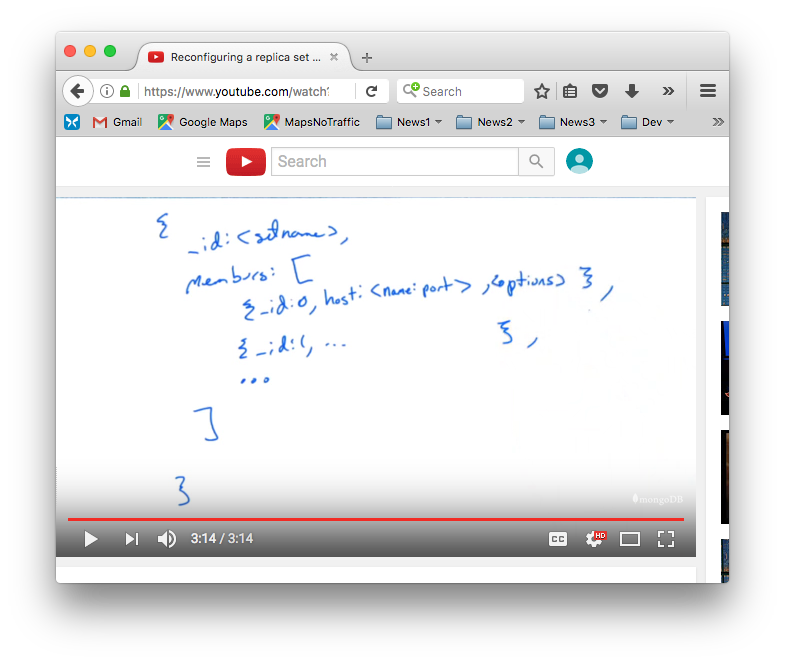 Reconfiguring a replica set ...
https://www.youtube.com/watch?
Search
Gmail
Google Maps
MapsNoTraffic
News1
News2
News3
Dev
Search
{
_id: <setname>,
members: [
{_id:0, host: <name:port> , <options> } ,
{_id:1, ... } ,
...
]
}
mongoDB
3:14 / 3:14
CC
HD